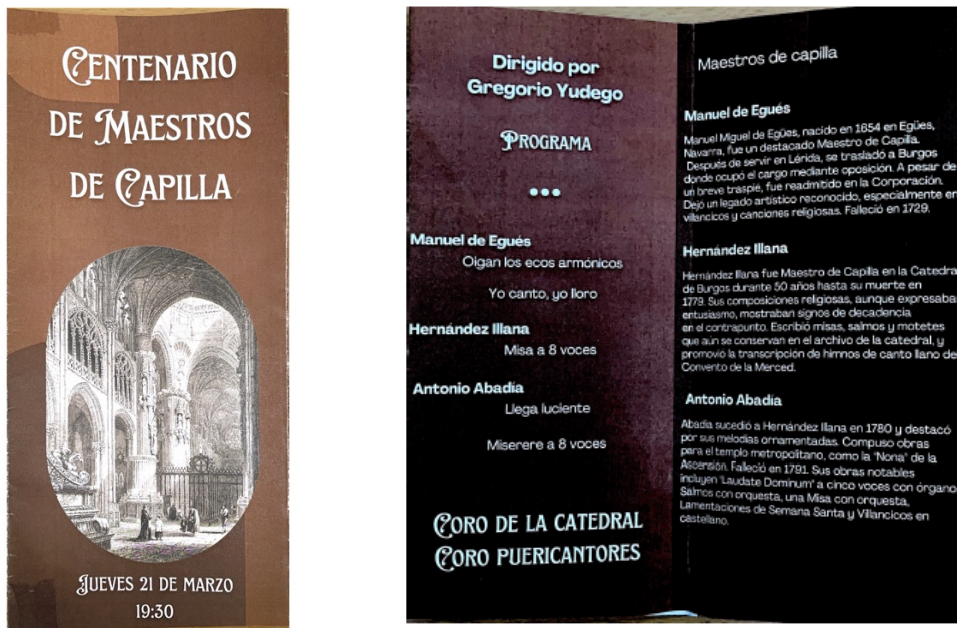 CENTENARIO
DE MAESTROS
DE CAPILLA
JUEVES 21 DE MARZO
19:30
Dirigido por
Gregorio Yudego
PROGRAMA
•••
Manuel de Egués
Oigan los ecos armónicos
Yo canto, yo lloro
Hernández Illana
Misa a 8 voces
Antonio Abadía
Llega luciente
Miserere a 8 voces
CORO DE LA CATEDRAL
CORO PUERICANTORES
Maestros de capilla
Manuel de Egués
Manuel Miguel de Egües, nacido en 1654 en Egües,
Navarra, fue un destacado Maestro de Capilla.
Después de servir en Lérida, se trasladó a Burgos
donde ocupó el cargo mediante oposición. A pesar de
un breve traspié, fue readmitido en la Corporación.
Dejó un legado artístico reconocido, especialmente en
villancicos y canciones religiosas. Falleció en 1729.
Hernández Illana
Hernández Illana fue Maestro de Capilla en la Catedra
de Burgos durante 50 años hasta su muerte en
1779. Sus composiciones religiosas, aunque expresaba
entusiasmo, mostraban signos de decadencia
en el contrapunto. Escribió misas, salmos y motetes
que aún se conservan en el archivo de la catedral, y
promovió la transcripción de himnos de canto llano de
Convento de la Merced.
Antonio Abadía
Abadía sucedió a Hernández Illana en 1780 y destacó
por sus melodías ornamentadas. Compuso obras
para el templo metropolitano, como la "Nona" de la
Ascensión. Falleció en 1791. Sus obras notables
incluyen 'Laudate Dominum' a cinco voces con órgano
Salmos con orquesta, una Misa con orquesta,
Lamentaciones de Semana Santa y Villancicos en
castellano.